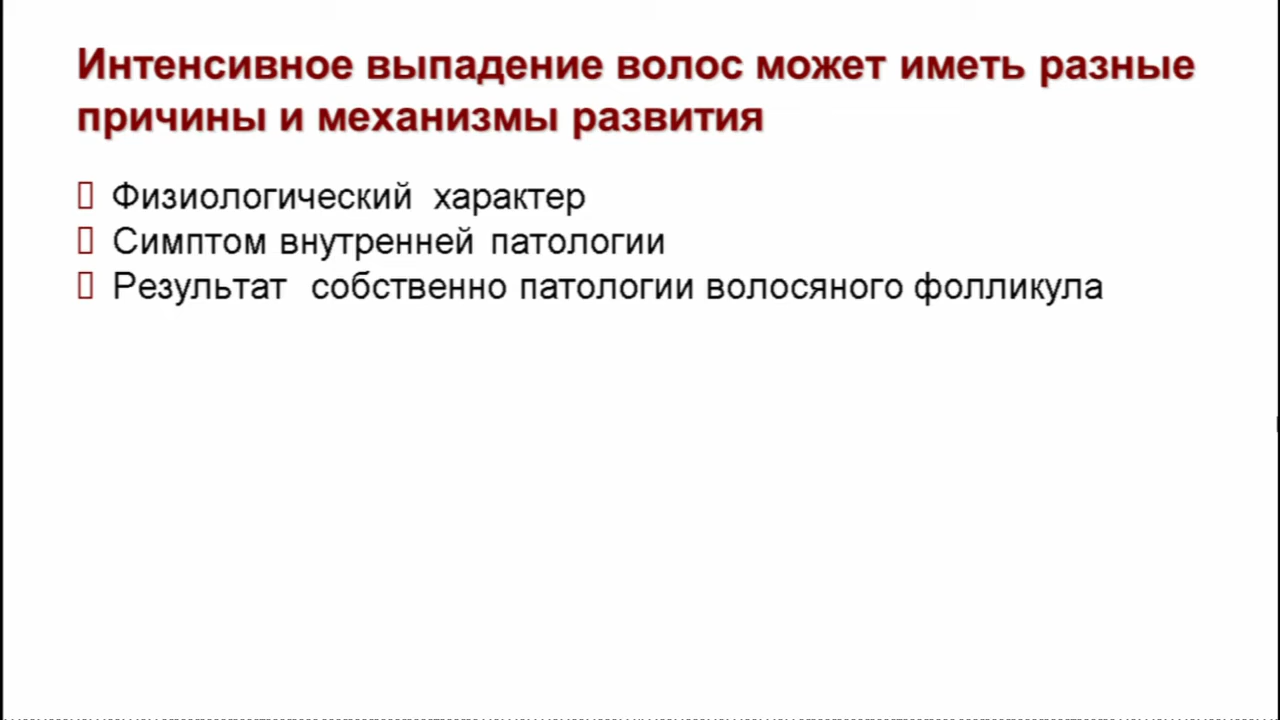 Интенсивное выпадение волос может иметь разные
причины и механизмы развития
Физиологический характер
Симптом внутренней патологии
Результат собственно патологии волосяного фолликула